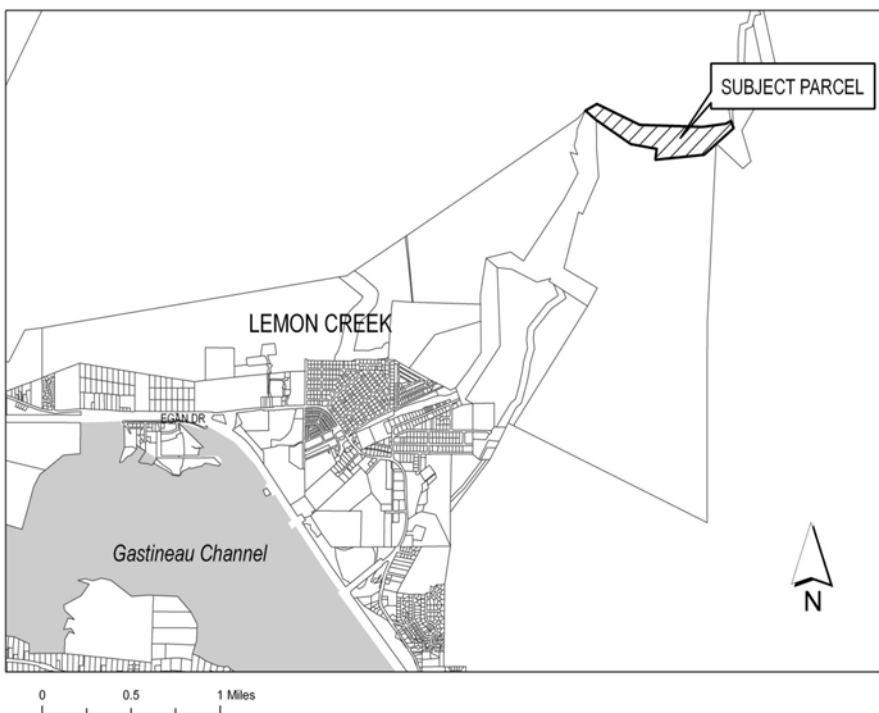 SUBJECT PARCEL
LEMON CREEK
EGAN DR
Gastineau Channel
N
0 0.5 1 Miles